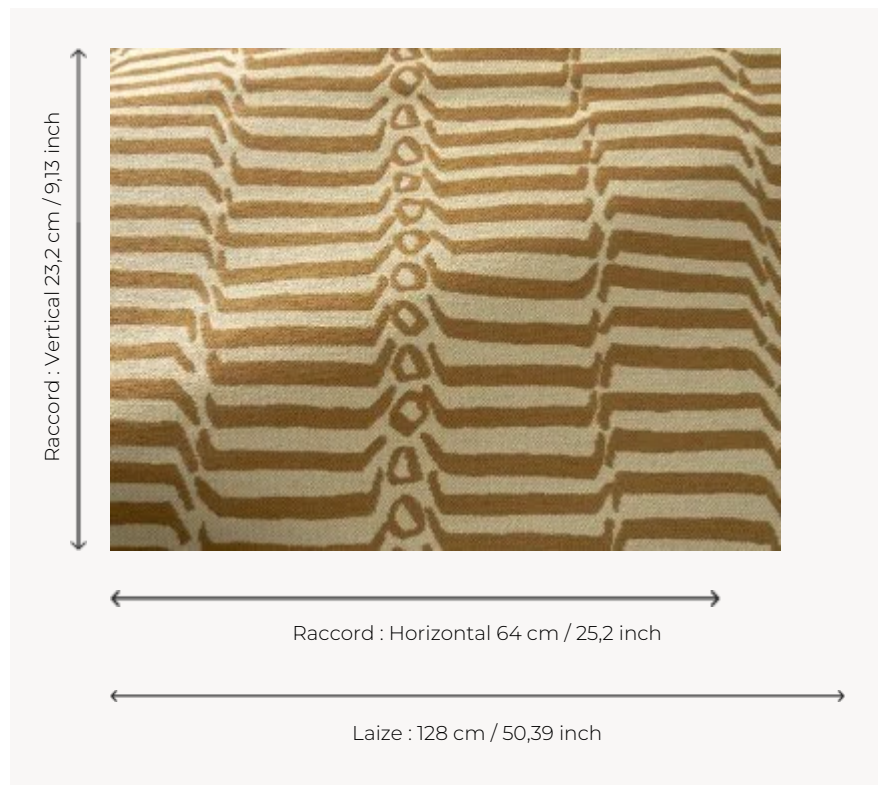 Raccord : Vertical 23,2 cm / 9,13 inch
Raccord : Horizontal 64 cm / 25,2 inch
Laize : 128 cm / 50,39 inch